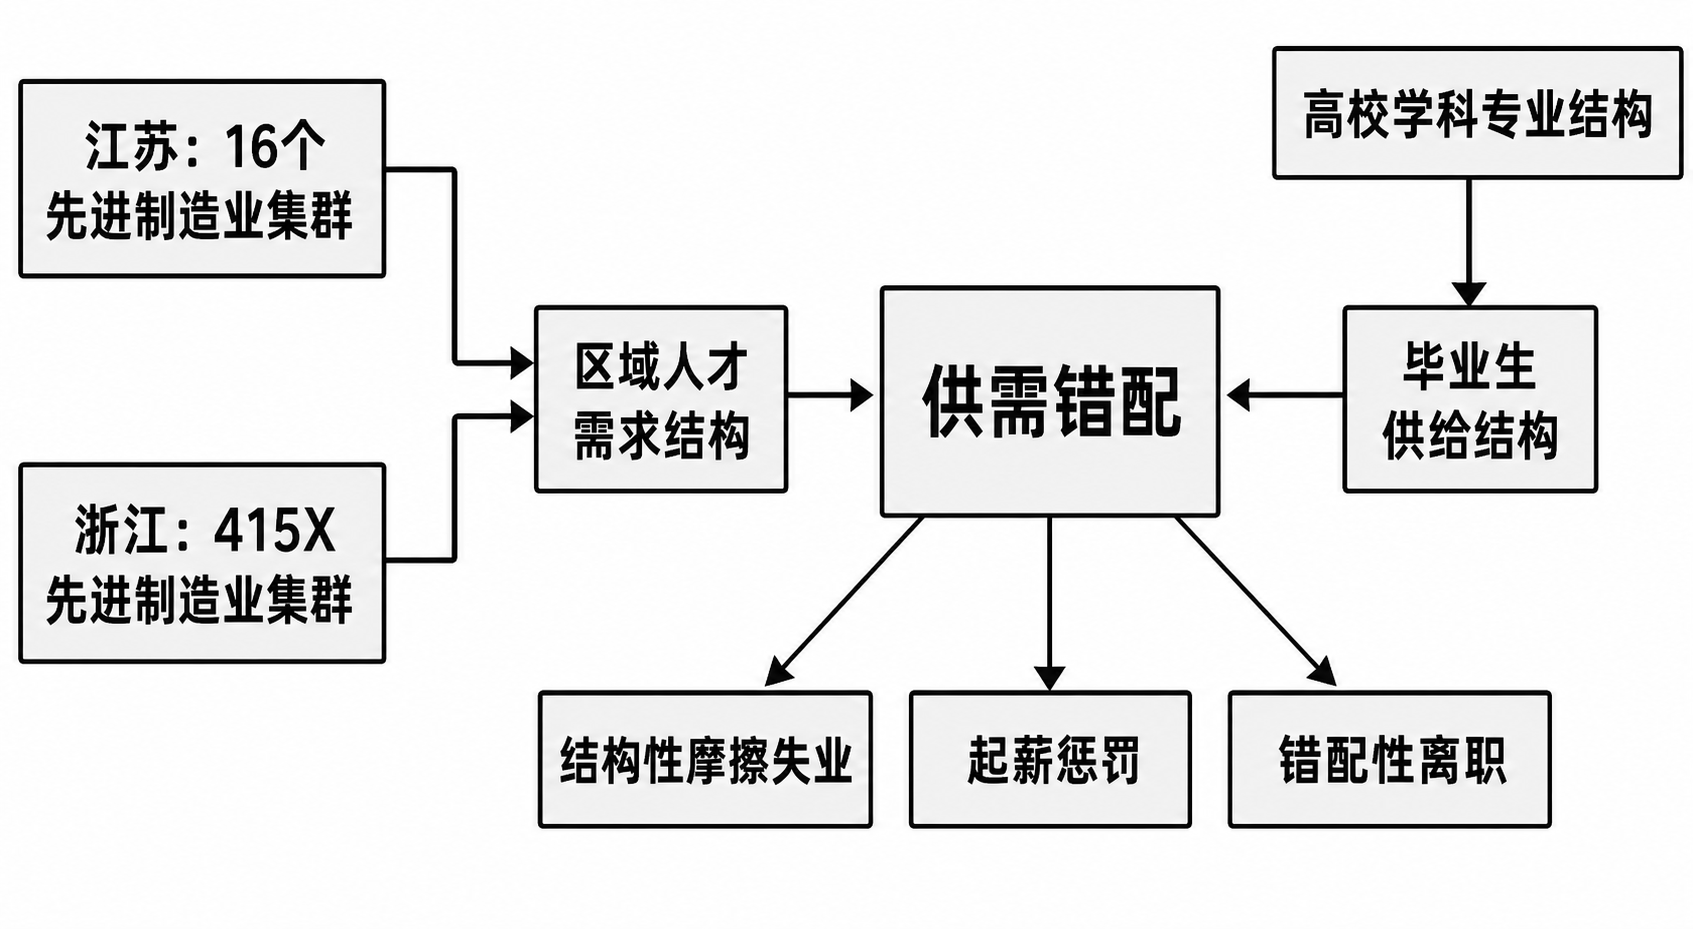 高校学科专业结构
江苏：16个
先进制造业集群
区域人才
需求结构
供需错配
毕业生
供给结构
浙江：415X
先进制造业集群
结构性摩擦失业
起薪惩罚
错配性离职